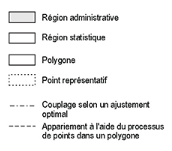 Région administrative
Région statistique
Polygone
Point représentatif
Couplage selon un ajustement
optimal
Appariement à l'aide du processus
de points dans un polygone